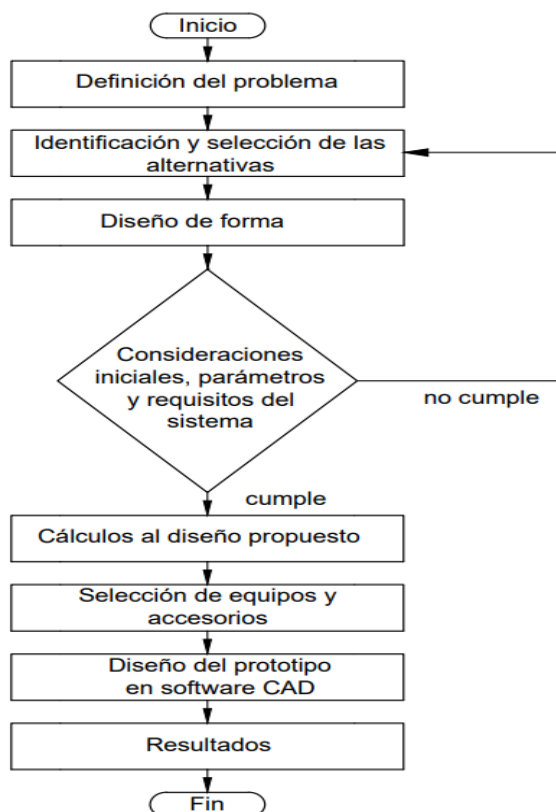 Inicio
Definición del problema
Identificación y selección de las
alternativas
Diseño de forma
Consideraciones
iniciales, parámetros
y requisitos del
sistema
no cumple
cumple
Cálculos al diseño propuesto
Selección de equipos y
accesorios
Diseño del prototipo
en software CAD
Resultados
Fin